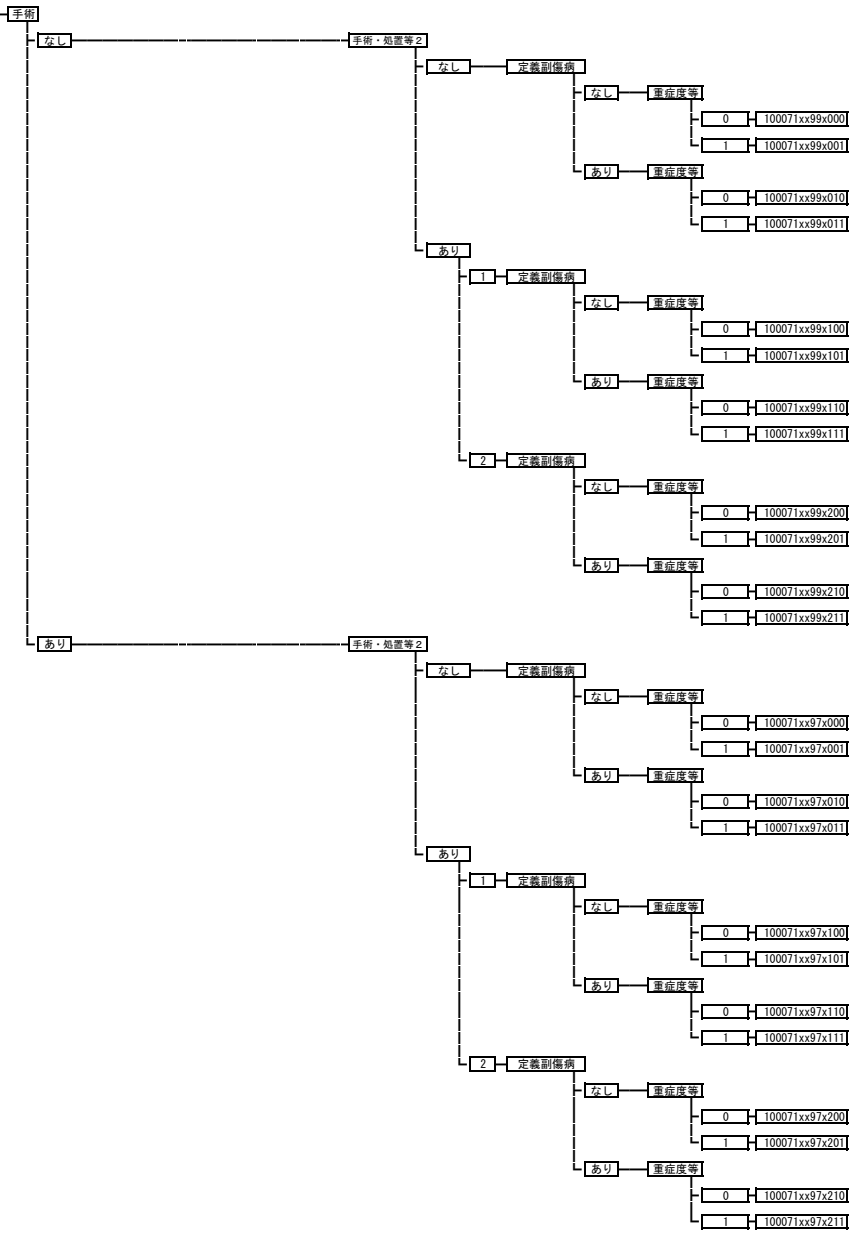 手術
なし 手術・処置等2
なし 定義副傷病
なし 重症度等
0 100071xx99x000
1 100071xx99x001
あり 重症度等
0 100071xx99x010
1 100071xx99x011
あり
1 定義副傷病
なし 重症度等
0 100071xx99x100
1 100071xx99x101
あり 重症度等
0 100071xx99x110
1 100071xx99x111
2 定義副傷病
なし 重症度等
0 100071xx99x200
1 100071xx99x201
あり 重症度等
0 100071xx99x210
1 100071xx99x211
あり 手術・処置等2
なし 定義副傷病
なし 重症度等
0 100071xx97x000
1 100071xx97x001
あり 重症度等
0 100071xx97x010
1 100071xx97x011
あり
1 定義副傷病
なし 重症度等
0 100071xx97x100
1 100071xx97x101
あり 重症度等
0 100071xx97x110
1 100071xx97x111
2 定義副傷病
なし 重症度等
0 100071xx97x200
1 100071xx97x201
あり 重症度等
0 100071xx97x210
1 100071xx97x211